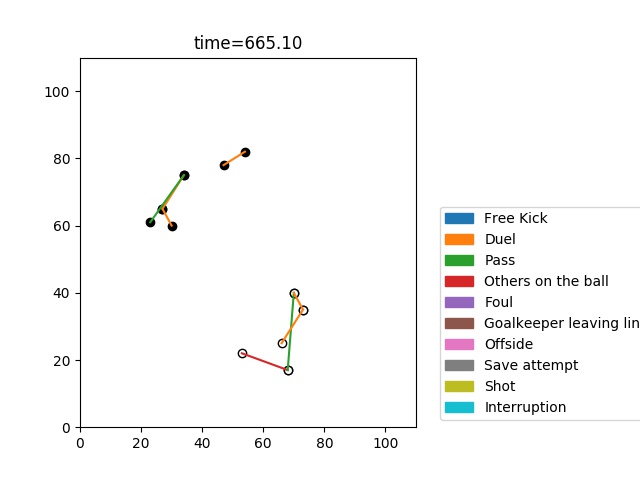 time=665.10
100
80
60
40
20
0
0 20 40 60 80 100
Free Kick
Duel
Pass
Others on the ball
Foul
Goalkeeper leaving lin
Offside
Save attempt
Shot
Interruption